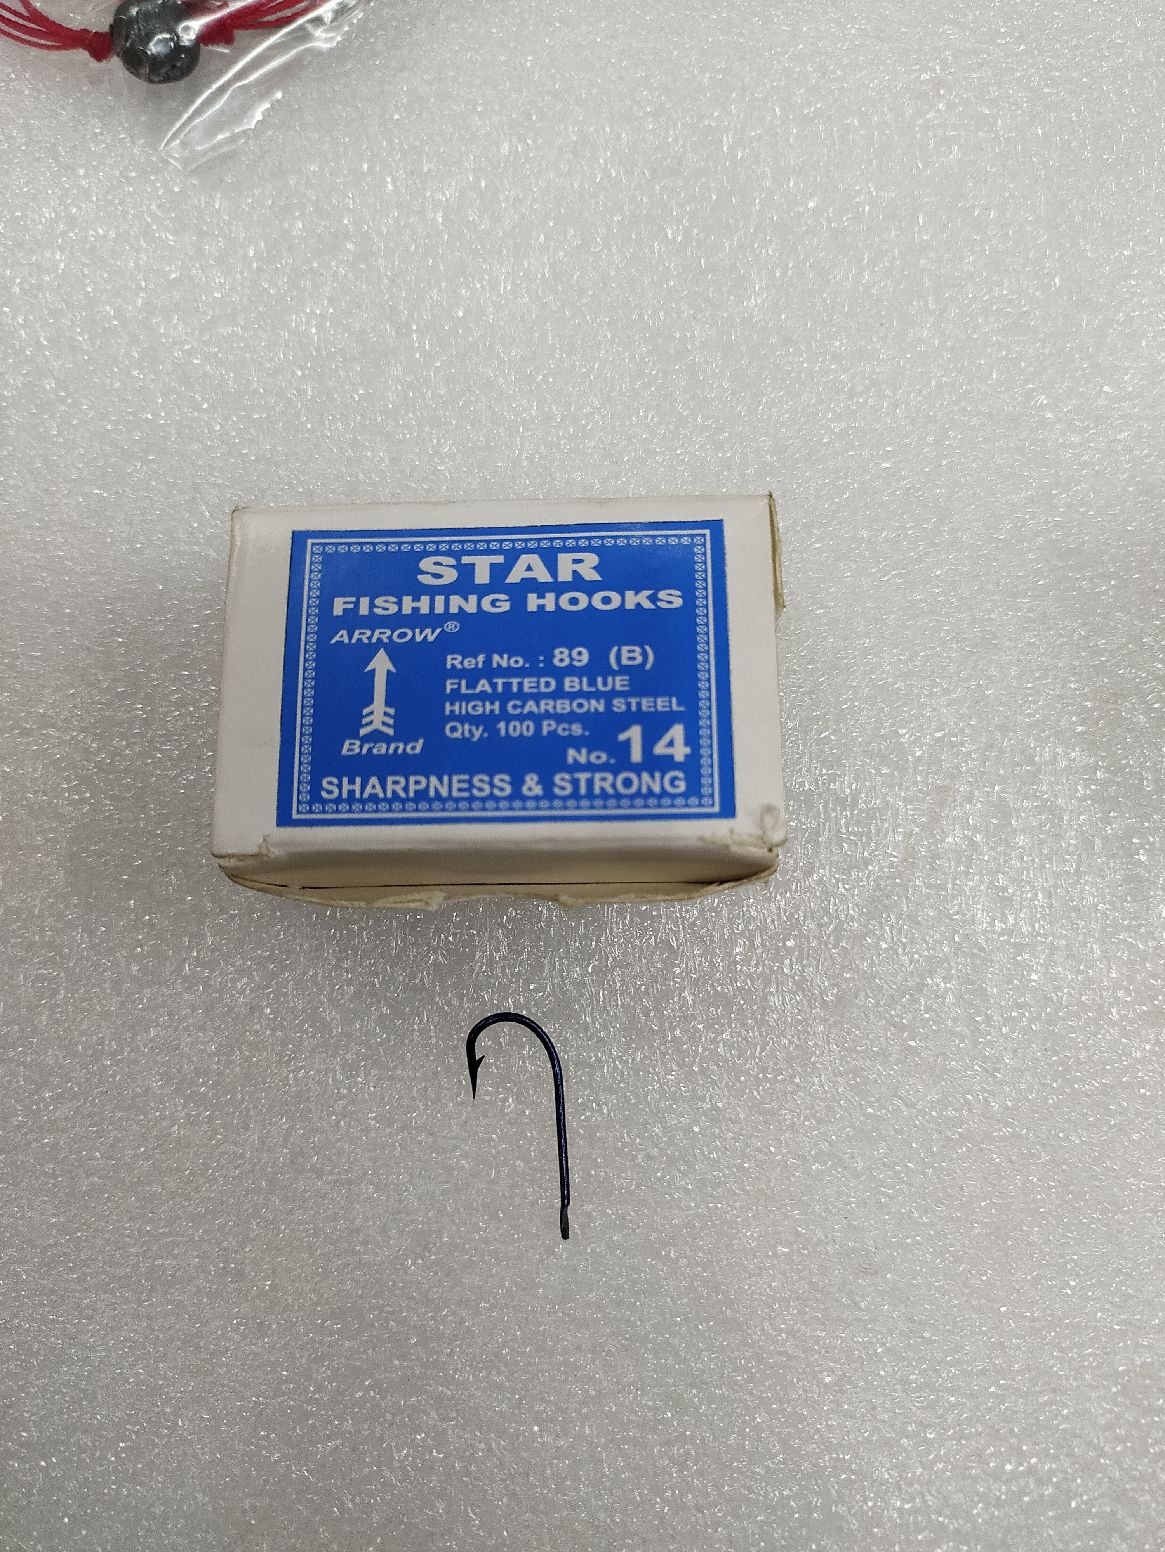 STAR
FISHING HOOKS
ARROW®
Ref No. : 89 (B)
FLATTED BLUE
HIGH CARBON STEEL
Qty. 100 Pcs.
Brand
No. 14
SHARPNESS & STRONG